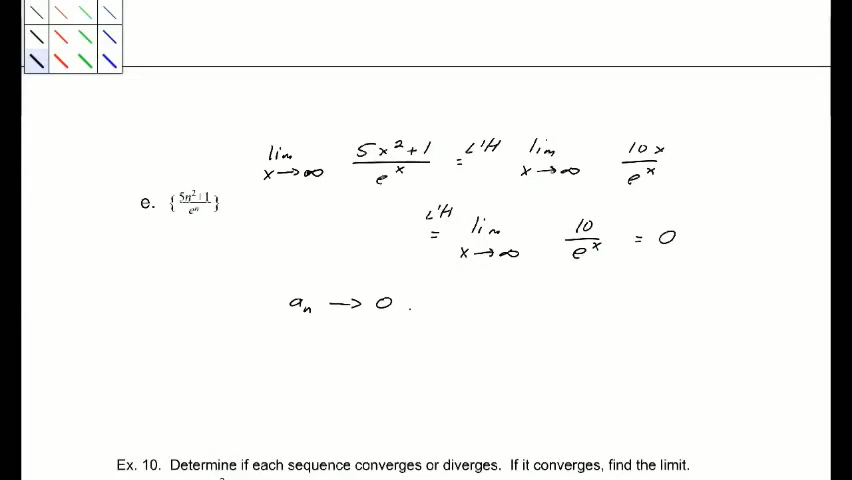 lim x→∞ (5x²+1)/(eˣ) =ᴸ'ᴴ lim x→∞ (10x)/(eˣ)
e. {(5n²+1)/(eⁿ)}
=ᴸ'ᴴ lim x→∞ (10)/(eˣ) = 0
aₙ → 0 .
Ex. 10. Determine if each sequence converges or diverges. If it converges, find the limit.